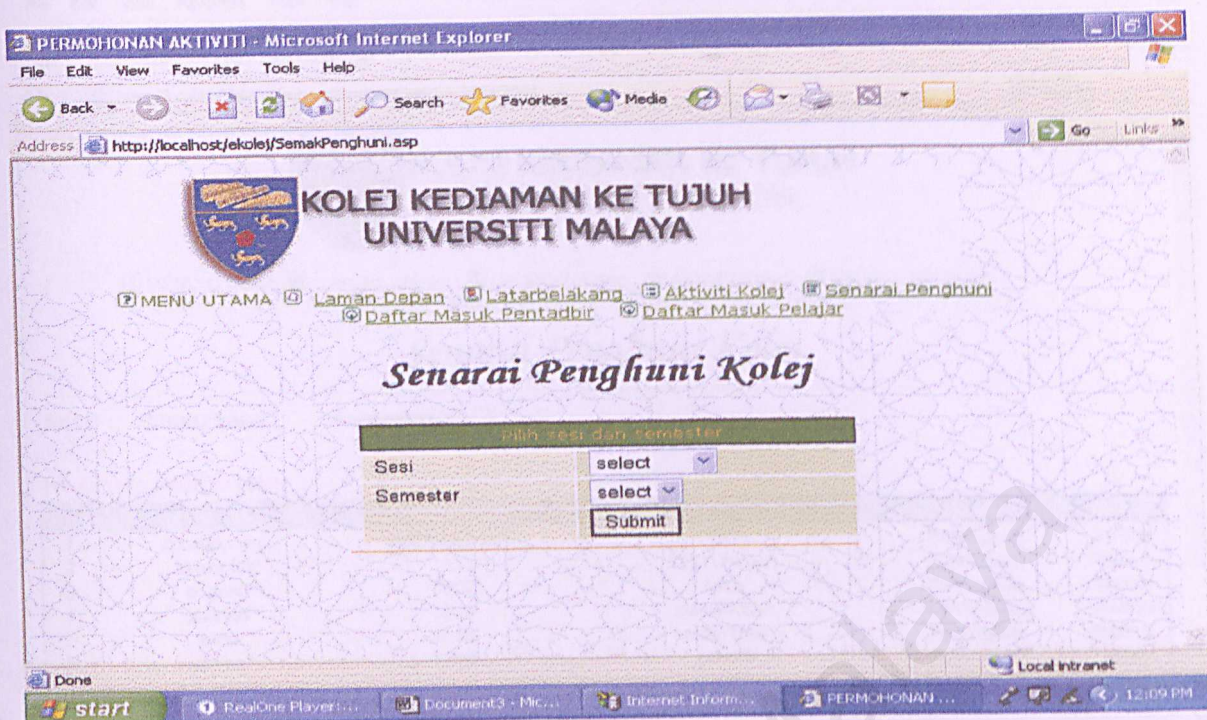 PERMOHONAN AKTIVITI - Microsoft Internet Explorer
File Edit View Favorites Tools Help
Back Search Favorites Media
Address http://localhost/ekolej/SemakPenghuni.asp Go Links
KOLEJ KEDIAMAN KE TUJUH
UNIVERSITI MALAYA
MENU UTAMA Laman Depan Latarbelakang Aktiviti Kolej Senarai Penghuni
Daftar Masuk Pentadbir Daftar Masuk Pelajar
Senarai Penghuni Kolej
Pilih sesi dan semester
Sesi select
Semester select
Submit
Done Local intranet
start RealOne Player:... Document3 - Mic... Internet Inform... PERMOHONAN ... 12:09 PM